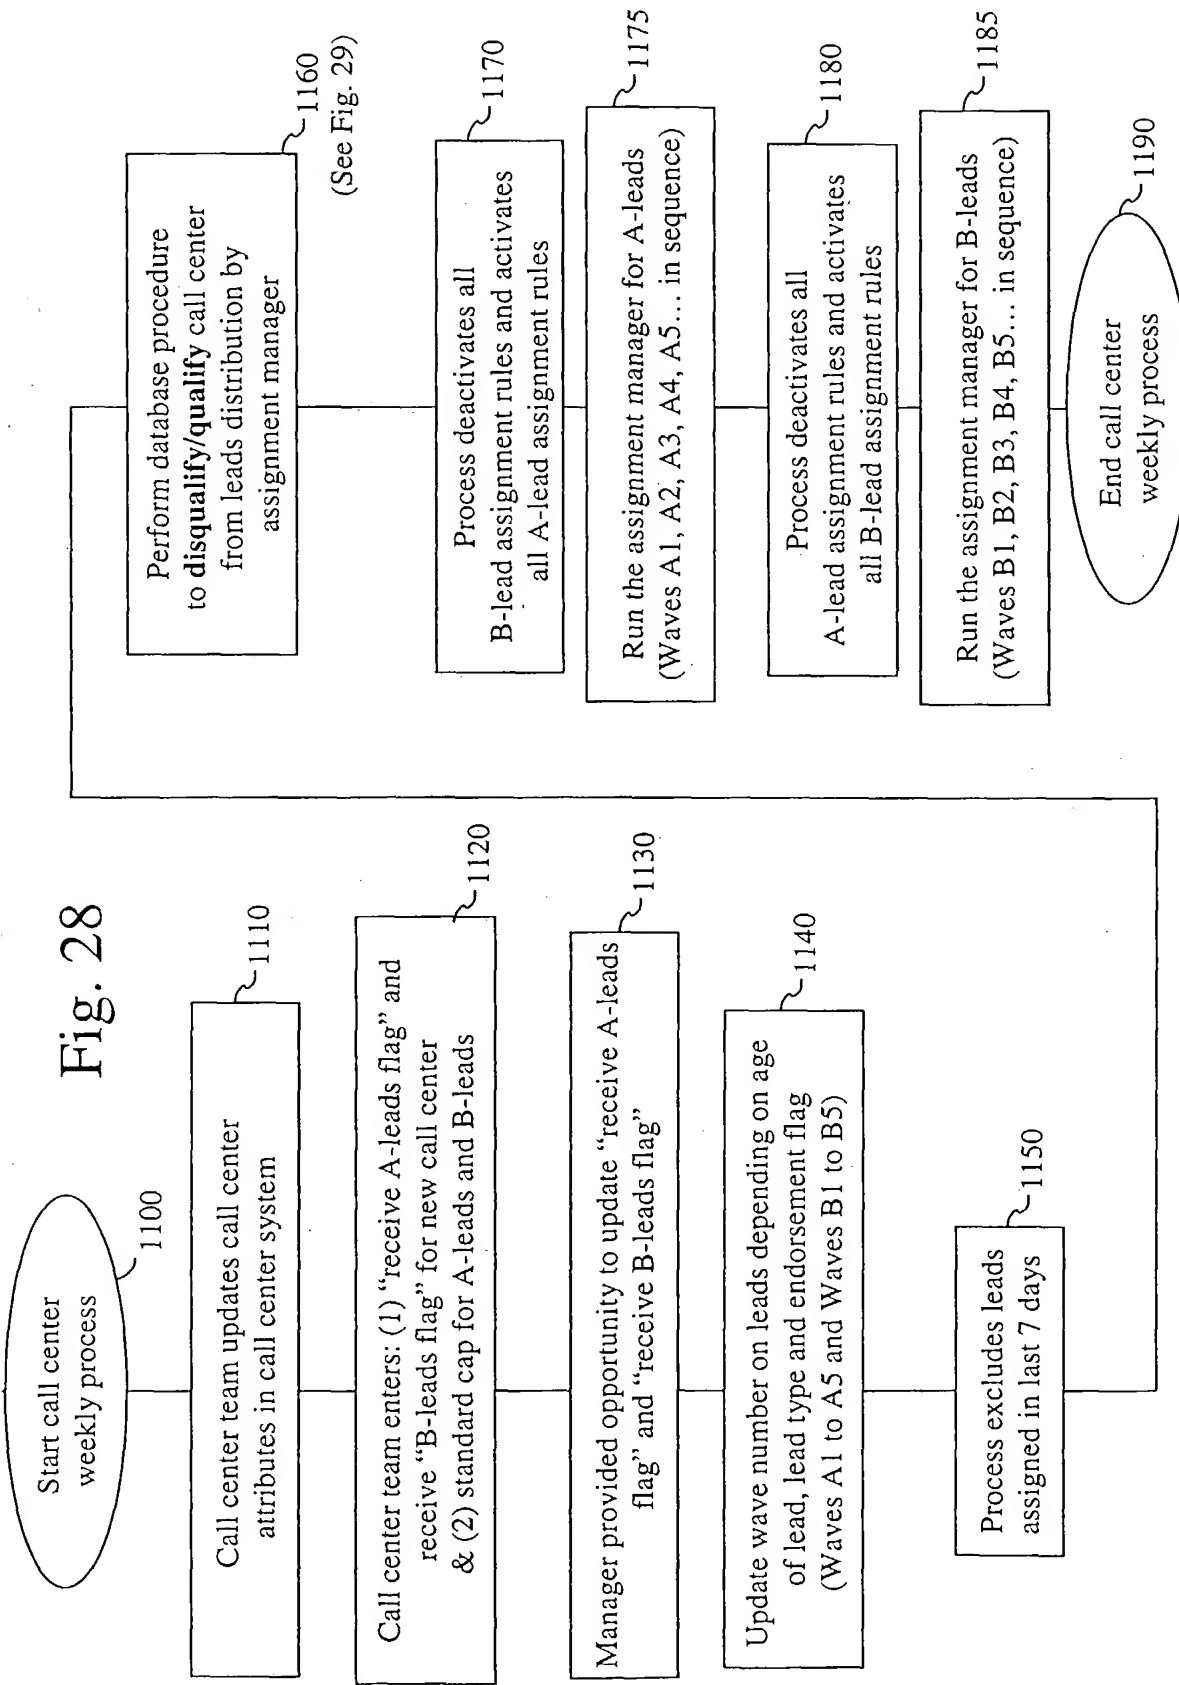 Fig. 28
Start call center
weekly process
1100
Call center team updates call center
attributes in call center system
1110
Call center team enters: (1) “receive A-leads flag” and
receive “B-leads flag” for new call center
& (2) standard cap for A-leads and B-leads
1120
Manager provided opportunity to update “receive A-leads
flag” and “receive B-leads flag”
1130
Update wave number on leads depending on age
of lead, lead type and endorsement flag
(Waves A1 to A5 and Waves B1 to B5)
1140
Process excludes leads
assigned in last 7 days
1150
Perform database procedure
to disqualify/qualify call center
from leads distribution by
assignment manager
1160
(See Fig. 29)
Process deactivates all
B-lead assignment rules and activates
all A-lead assignment rules
1170
Run the assignment manager for A-leads
(Waves A1, A2, A3, A4, A5... in sequence)
1175
Process deactivates all
A-lead assignment rules and activates
all B-lead assignment rules
1180
Run the assignment manager for B-leads
(Waves B1, B2, B3, B4, B5... in sequence)
1185
End call center
weekly process
1190